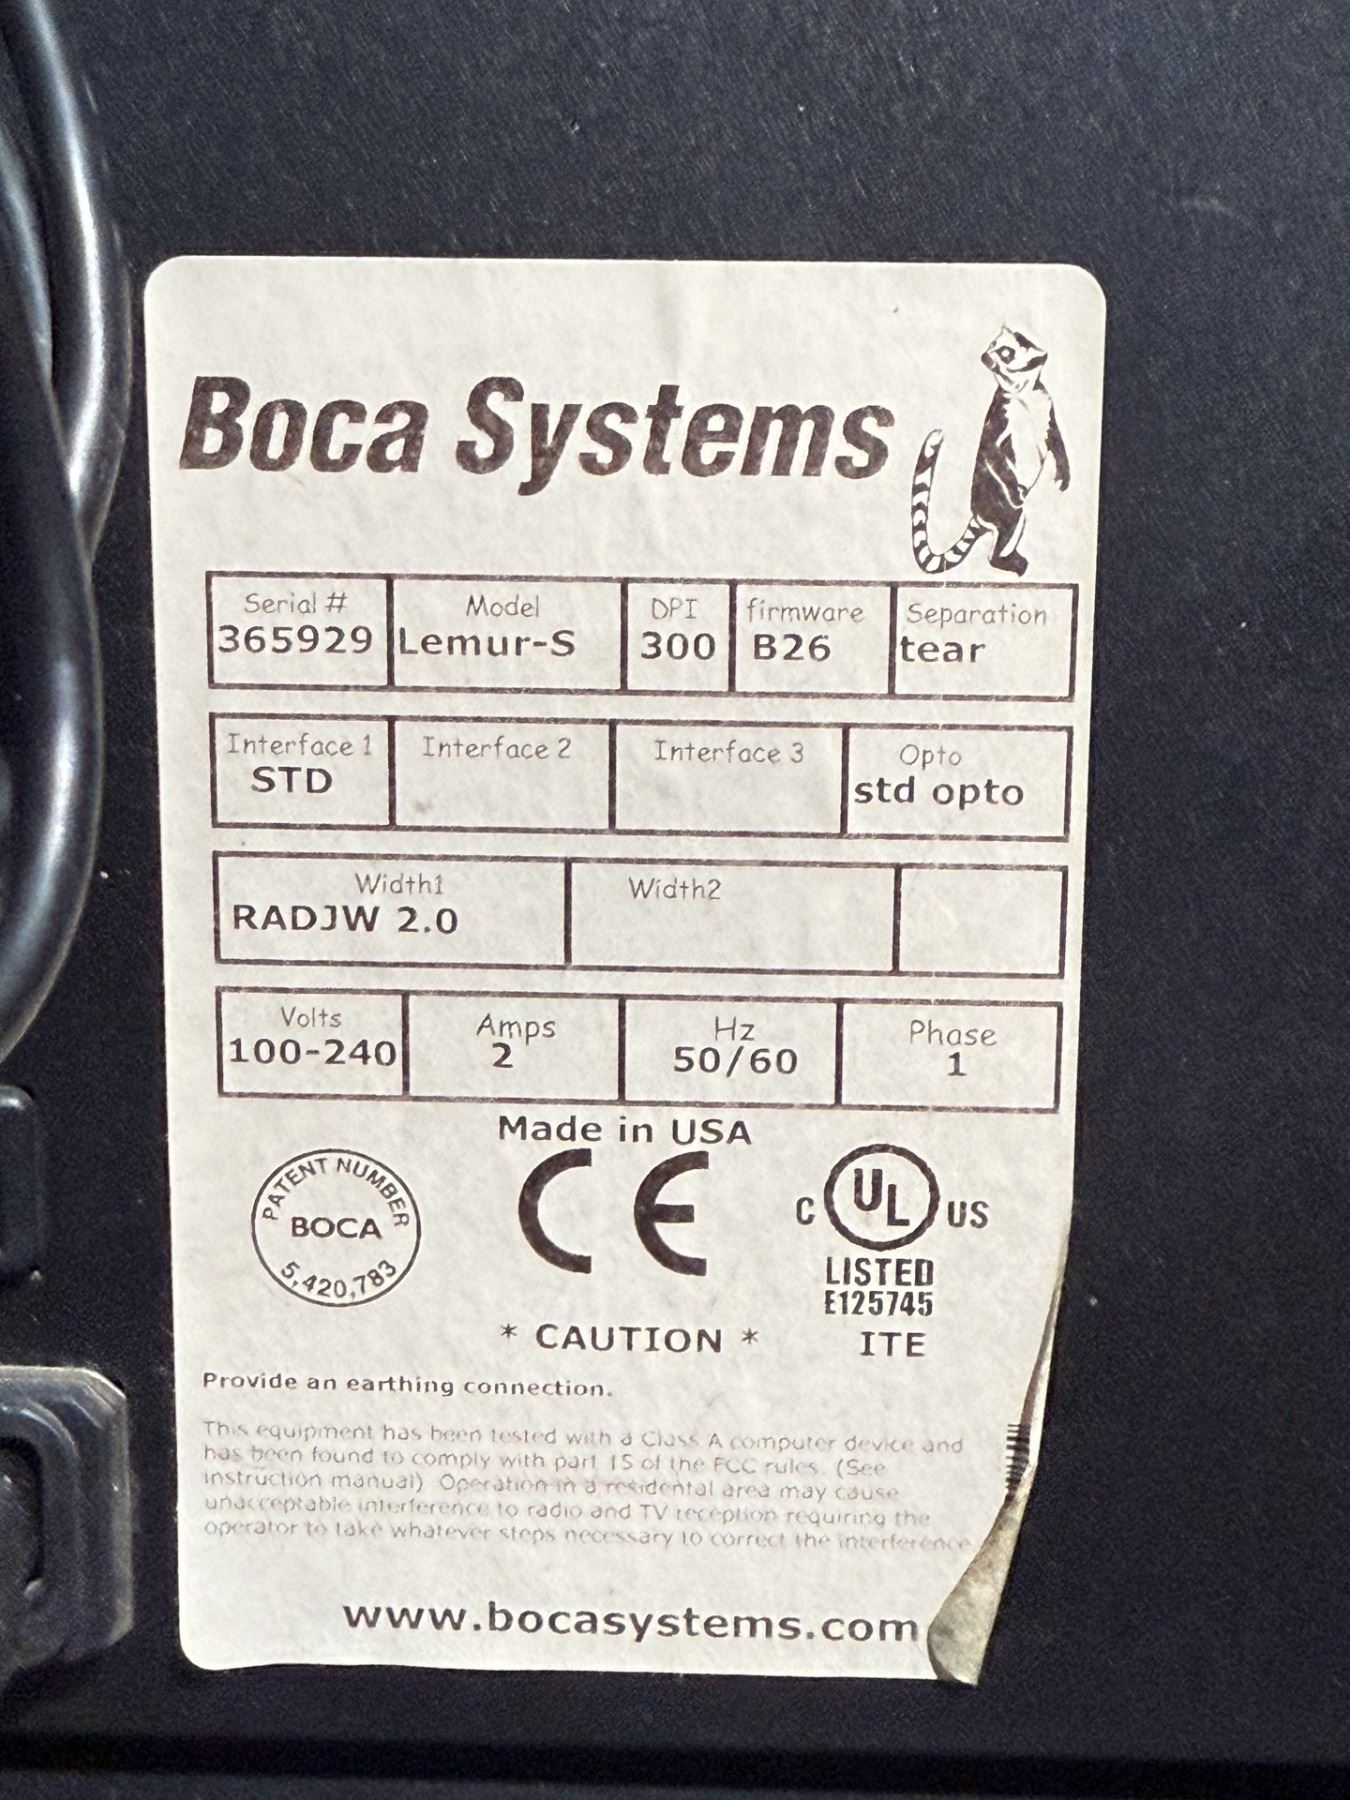 Boca Systems
Serial # Model DPI firmware Separation
365929 Lemur-S 300 B26 tear
Interface 1 Interface 2 Interface 3 Opto
STD std opto
Width1 Width2
RADJW 2.0
Volts Amps Hz Phase
100-240 2 50/60 1
Made in USA
PATENT NUMBER
BOCA
5,420,783
CE
C UL US
LISTED
E125745
* CAUTION * ITE
Provide an earthing connection.
This equipment has been tested with a Class A computer device and
has been found to comply with part 15 of the FCC rules. (See
instruction manual) Operation in a residental area may cause
unacceptable interference to radio and TV reception requiring the
operator to take whatever steps necessary to correct the interference
www.bocasystems.com